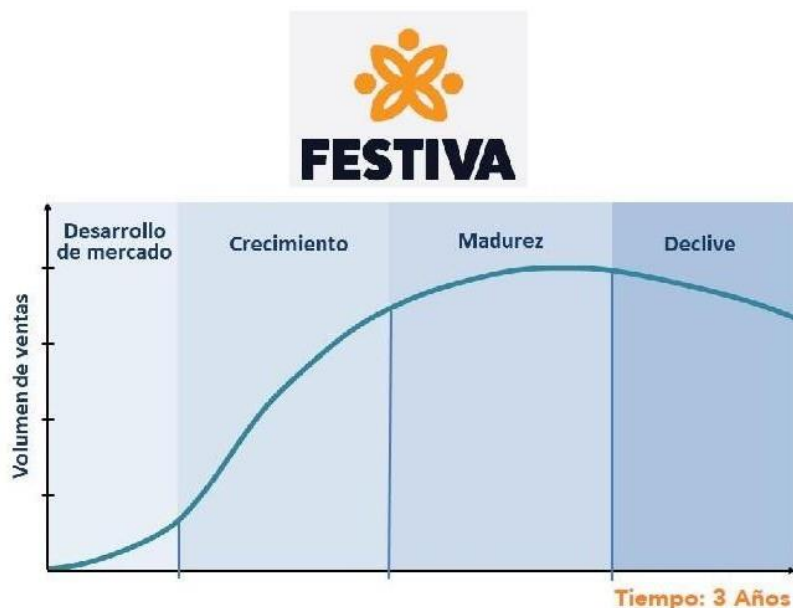 FESTIVA
Desarrollo
de mercado
Crecimiento
Madurez
Declive
Volumen de ventas
Tiempo: 3 Años